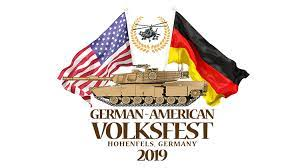 GERMAN-AMERICAN
VOLKSFEST
HOHENFELS, GERMANY
2019